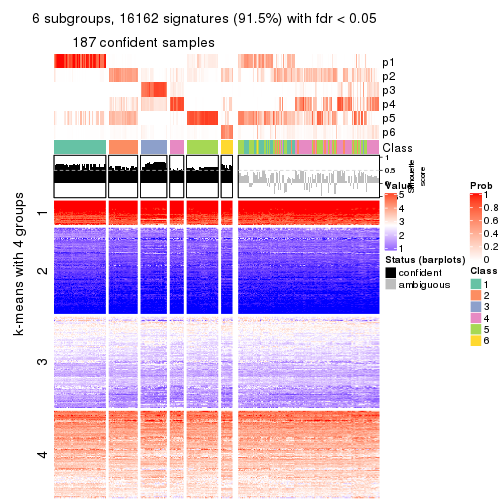 6 subgroups, 16162 signatures (91.5%) with fdr < 0.05
187 confident samples
p1
p2
p3
p4
p5
p6
Class
1
0.5
0
Silhouette
score
k-means with 4 groups
1
2
3
4
Value
5
4
3
2
1
Status (barplots)
confident
ambiguous
Prob
1
0.8
0.6
0.4
0.2
0
Class
1
2
3
4
5
6